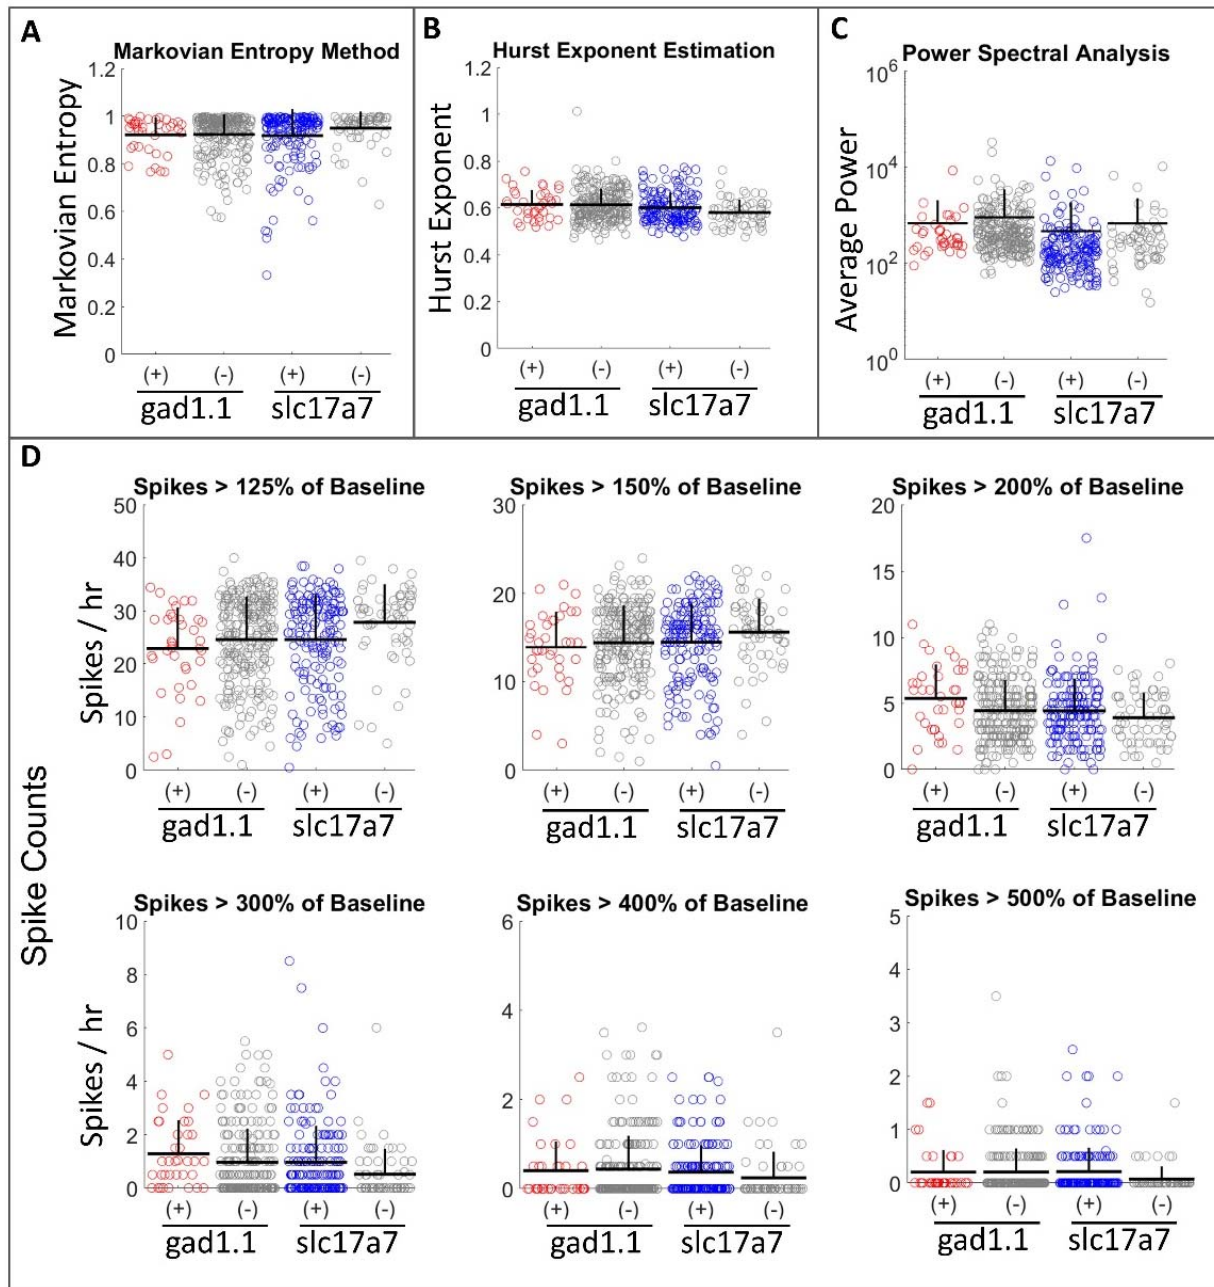 A
Markovian Entropy Method
Markovian Entropy
1.2
1
0.8
0.6
0.4
0.2
0
(+) (-) (+) (-)
gad1.1 slc17a7
B
Hurst Exponent Estimation
Hurst Exponent
1.2
1
0.8
0.6
0.4
0.2
0
(+) (-) (+) (-)
gad1.1 slc17a7
C
Power Spectral Analysis
Average Power
10^6
10^4
10^2
10^0
(+) (-) (+) (-)
gad1.1 slc17a7
D
Spike Counts
Spikes > 125% of Baseline
Spikes / hr
50
40
30
20
10
0
(+) (-) (+) (-)
gad1.1 slc17a7
Spikes > 150% of Baseline
30
20
10
0
(+) (-) (+) (-)
gad1.1 slc17a7
Spikes > 200% of Baseline
20
15
10
5
0
(+) (-) (+) (-)
gad1.1 slc17a7
Spikes > 300% of Baseline
Spikes / hr
10
8
6
4
2
0
(+) (-) (+) (-)
gad1.1 slc17a7
Spikes > 400% of Baseline
6
4
2
0
(+) (-) (+) (-)
gad1.1 slc17a7
Spikes > 500% of Baseline
5
4
3
2
1
0
(+) (-) (+) (-)
gad1.1 slc17a7